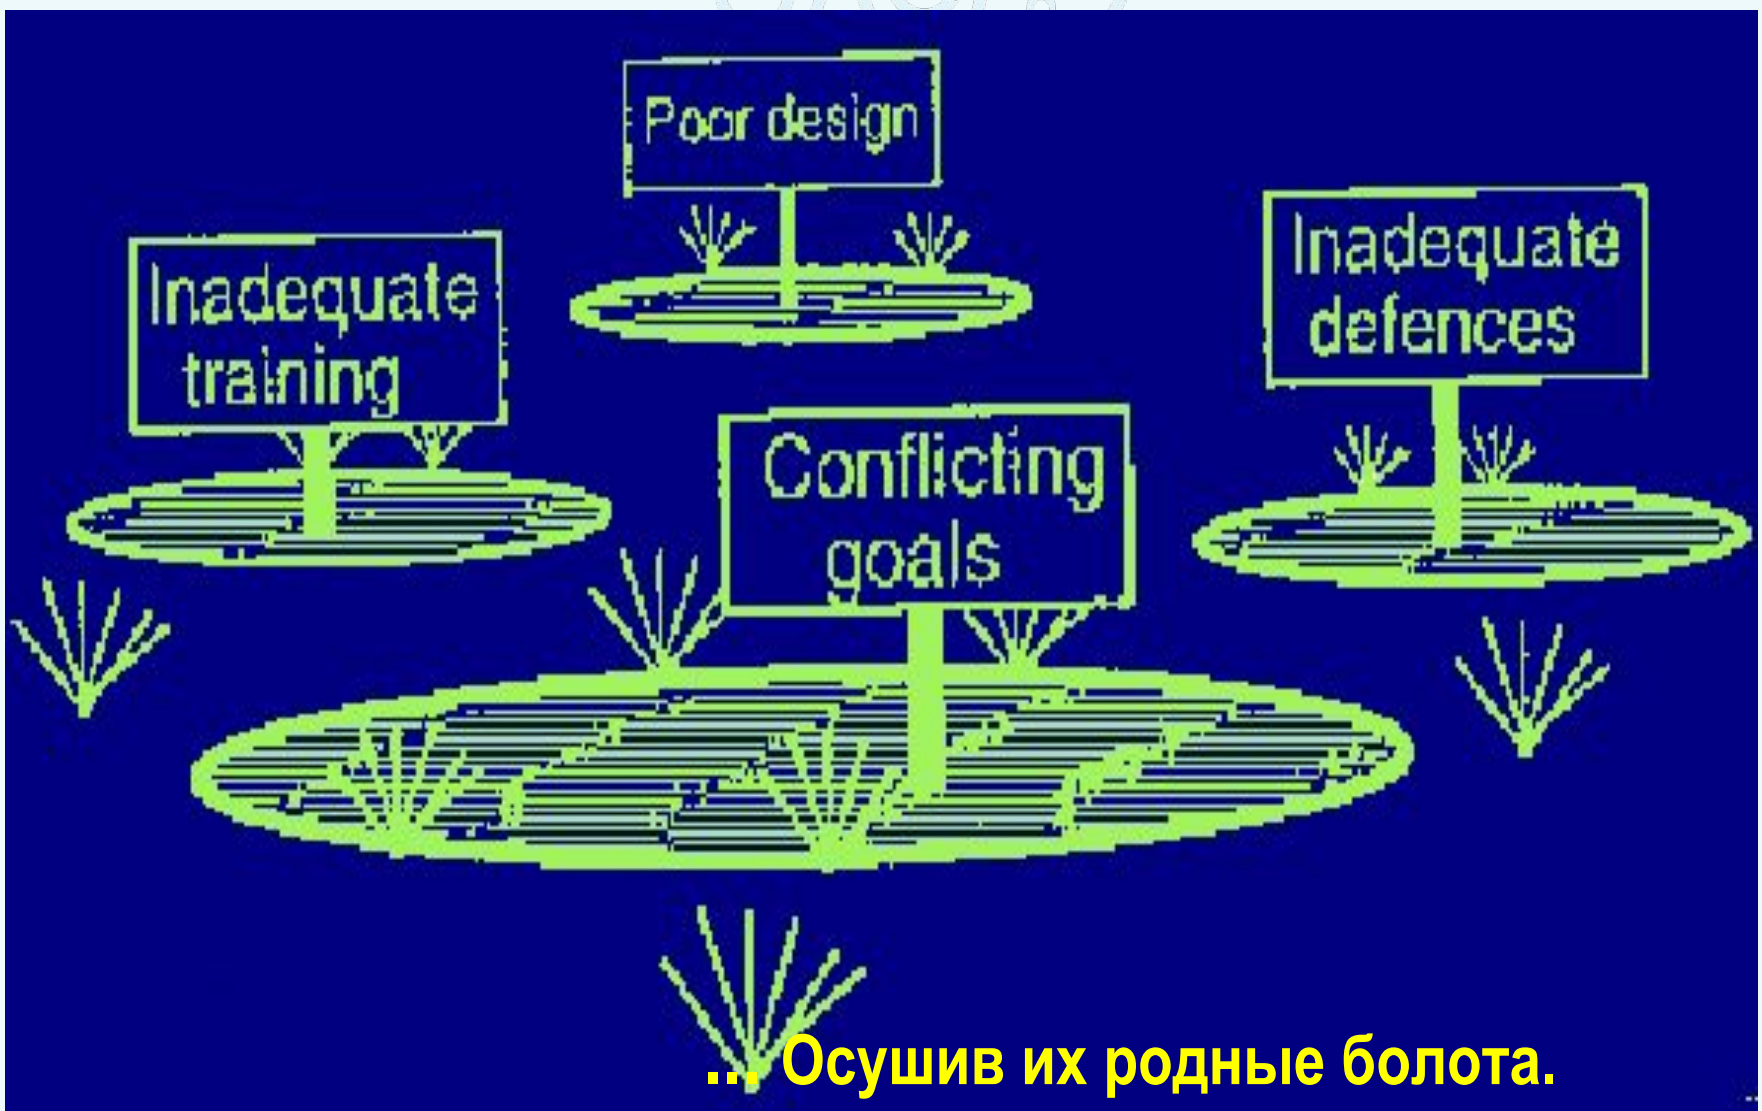 Poor design
Inadequate
training
Inadequate
defences
Conflicting
goals
... Осушив их родные болота.